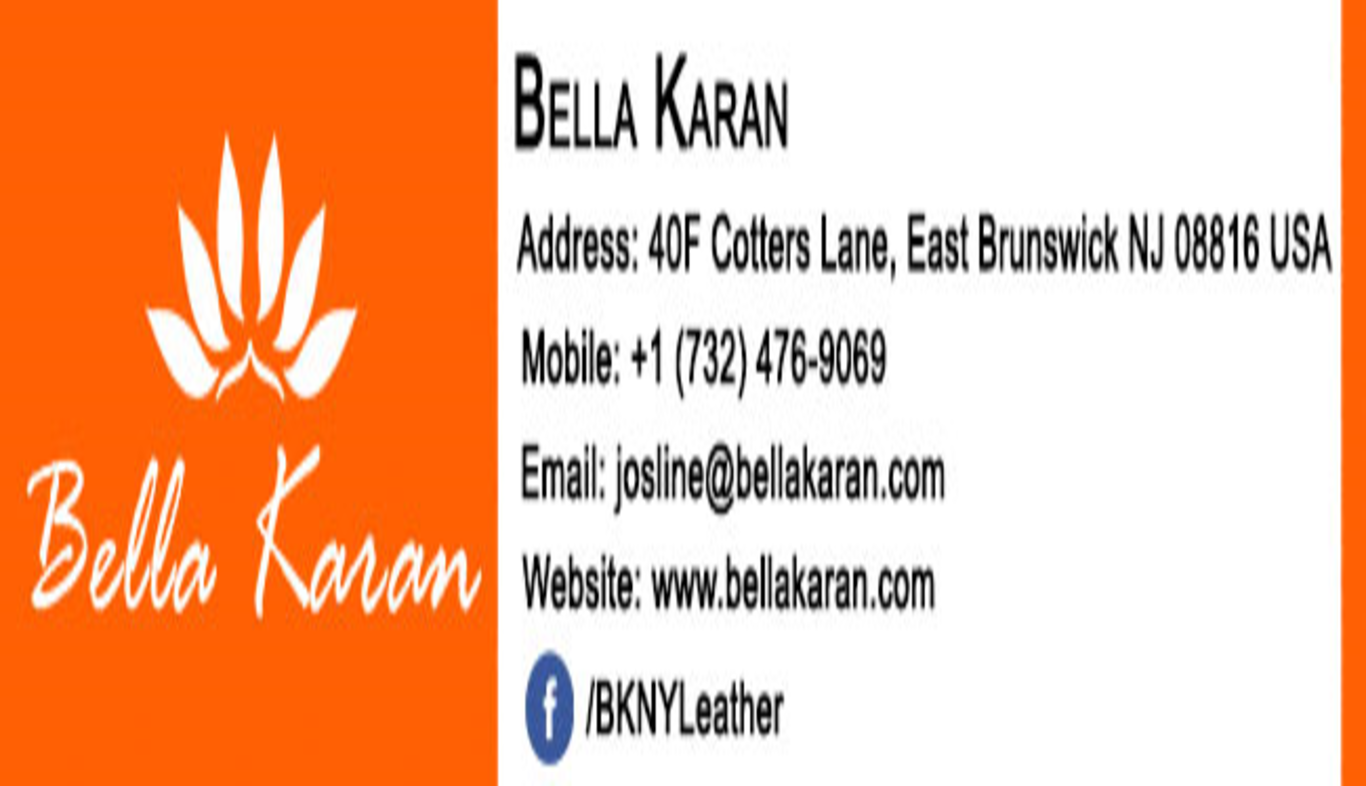 Bella Karan
BELLA KARAN
Address: 40F Cotters Lane, East Brunswick NJ 08816 USA
Mobile: +1 (732) 476-9069
Email: josline@bellakaran.com
Website: www.bellakaran.com
f /BKNYLeather